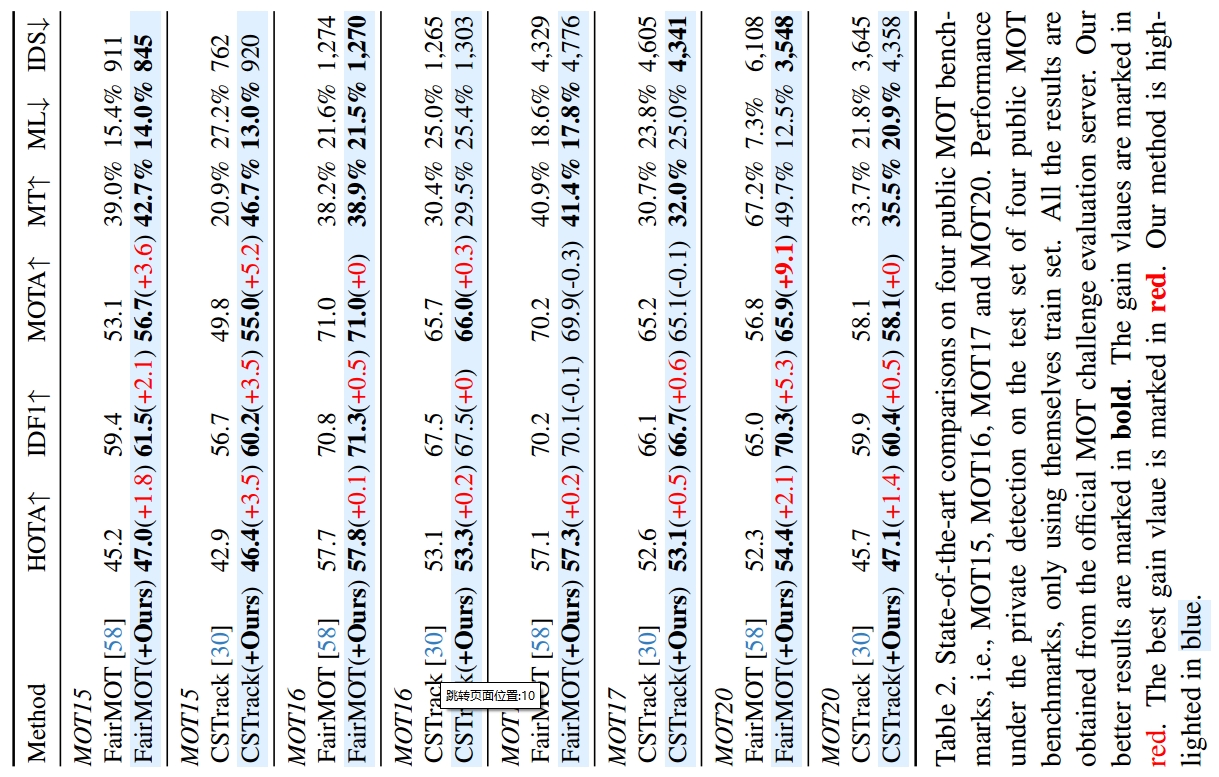 Method HOTA↑ IDF1↑ MOTA↑ MT↑ ML↓ IDS↓
MOT15
FairMOT [58] 45.2 59.4 53.1 39.0% 15.4% 911
FairMOT(+Ours) 47.0(+1.8) 61.5(+2.1) 56.7(+3.6) 42.7% 14.0% 845
MOT15
CSTrack [30] 42.9 56.7 49.8 20.9% 27.2% 762
CSTrack(+Ours) 46.4(+3.5) 60.2(+3.5) 55.0(+5.2) 46.7% 13.0% 920
MOT16
FairMOT [58] 57.7 70.8 71.0 38.2% 21.6% 1,274
FairMOT(+Ours) 57.8(+0.1) 71.3(+0.5) 71.0(+0) 38.9% 21.5% 1,270
MOT16
CSTrack [30] 53.1 67.5 65.7 30.4% 25.0% 1,265
CSTrack(+Ours) 53.3(+0.2) 67.5(+0) 66.0(+0.3) 29.5% 25.4% 1,303
跳转页面位置:10
FairMOT [58] 57.1 70.2 70.2 40.9% 18.6% 4,329
FairMOT(+Ours) 57.3(+0.2) 70.1(-0.1) 69.9(-0.3) 41.4% 17.8% 4,776
MOT17
CSTrack [30] 52.6 66.1 65.2 30.7% 23.8% 4,605
CSTrack(+Ours) 53.1(+0.5) 66.7(+0.6) 65.1(-0.1) 32.0% 25.0% 4,341
MOT20
FairMOT [58] 52.3 65.0 56.8 67.2% 7.3% 6,108
FairMOT(+Ours) 54.4(+2.1) 70.3(+5.3) 65.9(+9.1) 49.7% 12.5% 3,548
MOT20
CSTrack [30] 45.7 59.9 58.1 33.7% 21.8% 3,645
CSTrack(+Ours) 47.1(+1.4) 60.4(+0.5) 58.1(+0) 35.5% 20.9% 4,358
Table 2. State-of-the-art comparisons on four public MOT bench-
marks, i.e., MOT15, MOT16, MOT17 and MOT20. Performance
under the private detection on the test set of four public MOT
benchmarks, only using themselves train set. All the results are
obtained from the official MOT challenge evaluation server. Our
better results are marked in bold. The gain vlaues are marked in
red. The best gain vlaue is marked in red. Our method is high-
lighted in blue.